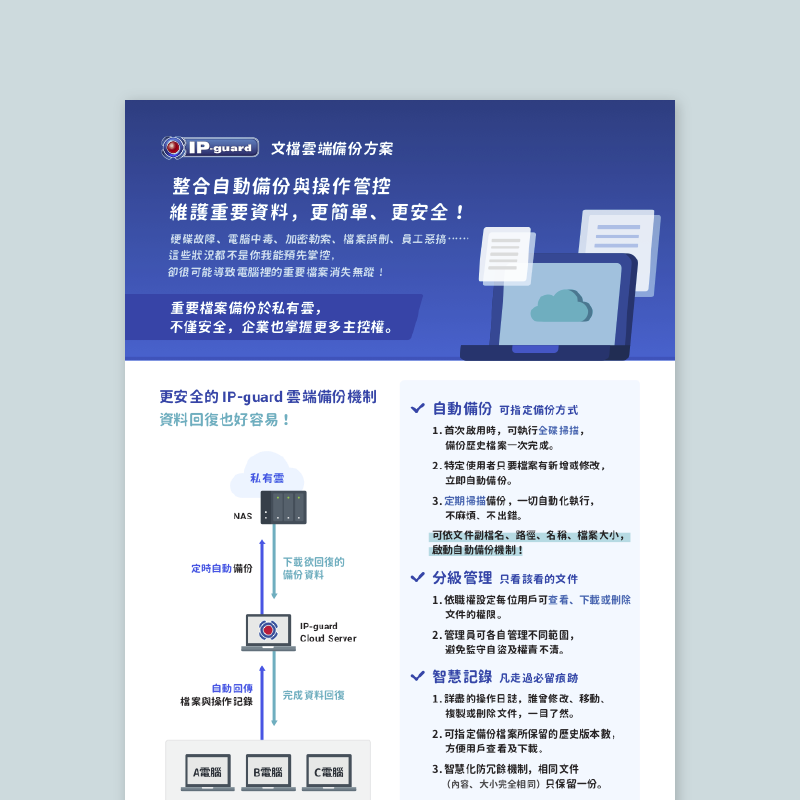 IP-guard 文檔雲端備份方案
整合自動備份與操作管控
維護重要資料，更簡單、更安全！
硬碟故障、電腦中毒、加密勒索、檔案誤刪、員工惡搞……
這些狀況都不是你我能預先掌控，
卻很可能導致電腦裡的重要檔案消失無蹤！
重要檔案備份於私有雲，
不僅安全，企業也掌握更多主控權。
更安全的 IP-guard 雲端備份機制
資料回復也好容易！
私有雲
NAS
定時自動備份
下載欲回復的
備份資料
IP-guard
Cloud Server
自動回傳
檔案與操作記錄
完成資料回復
A電腦
B電腦
C電腦
自動備份 可指定備份方式
1. 首次啟用時，可執行全碟掃描，
備份歷史檔案一次完成。
2. 特定使用者只要檔案有新增或修改，
立即自動備份。
3. 定期掃描備份，一切自動化執行，
不麻煩、不出錯。
可依文件副檔名、路徑、名稱、檔案大小，
啟動自動備份機制！
分級管理 只看該看的文件
1. 依職權設定每位用戶可查看、下載或刪除
文件的權限。
2. 管理員可各自管理不同範圍，
避免監守自盜及權責不清。
智慧記錄 凡走過必留痕跡
1. 詳盡的操作日誌，誰曾修改、移動、
複製或刪除文件，一目了然。
2. 可指定備份檔案所保留的歷史版本數，
方便用戶查看及下載。
3. 智慧化防冗餘機制，相同文件
（內容、大小完全相同）只保留一份。